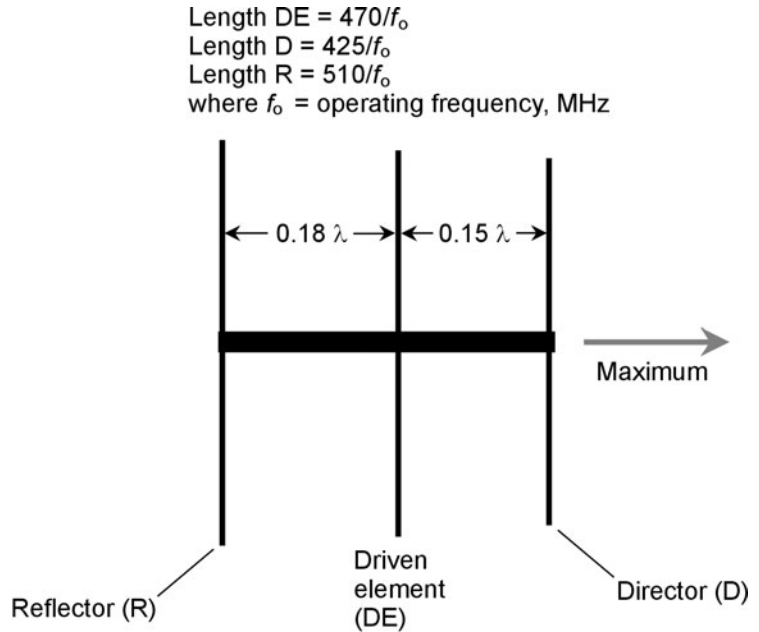 Length DE = 470/fo
Length D = 425/fo
Length R = 510/fo
where fo = operating frequency, MHz
0.18 λ
0.15 λ
Maximum
Driven
element
(DE)
Reflector (R)
Director (D)